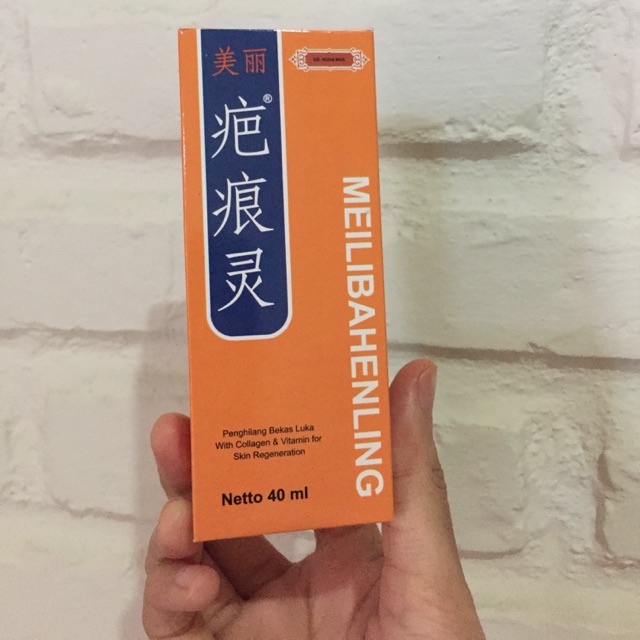 美丽
疤痕灵®
MEILIBAHENLING
Penghilang Bekas Luka
With Collagen & Vitamin for
Skin Regeneration
Netto 40 ml